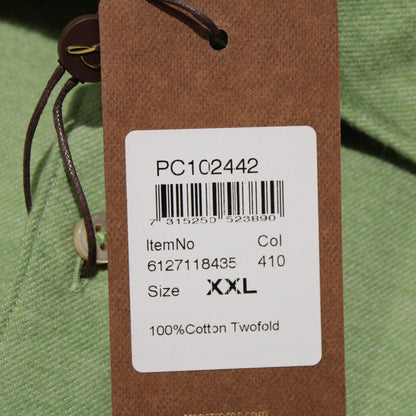 PC102442
7 315250 523890
ItemNo Col
6127118435 410
Size XXL
100%Cotton Twofold